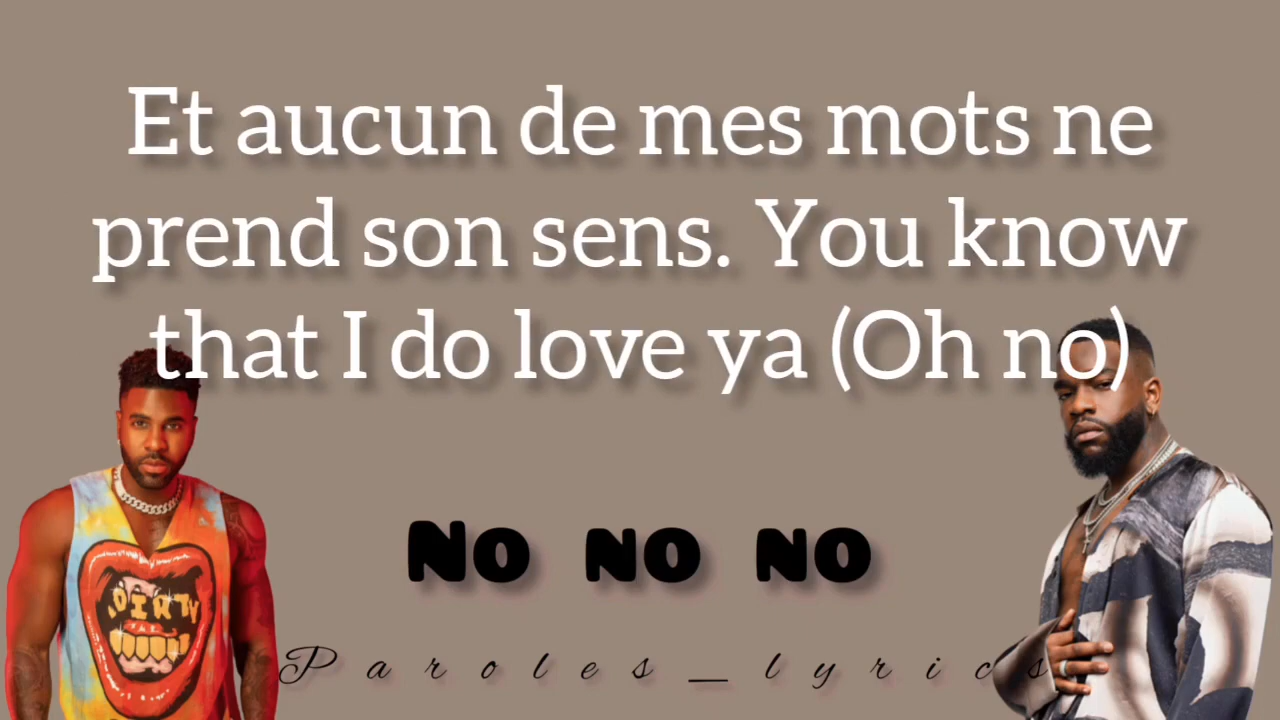 Et aucun de mes mots ne
prend son sens. You know
that I do love ya (Oh no)
No no no
DIRTY
Paroles_lyrics